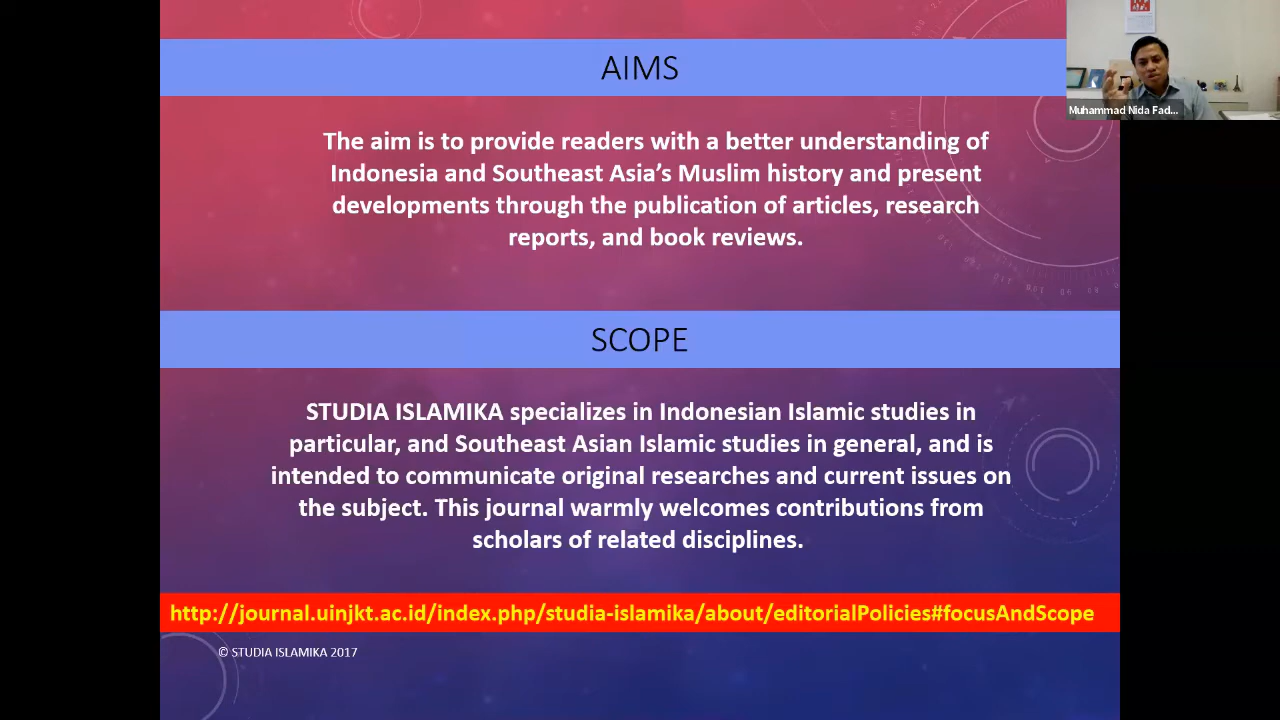 AIMS
Muhammad Nida Fad...
The aim is to provide readers with a better understanding of
Indonesia and Southeast Asia’s Muslim history and present
developments through the publication of articles, research
reports, and book reviews.
SCOPE
STUDIA ISLAMIKA specializes in Indonesian Islamic studies in
particular, and Southeast Asian Islamic studies in general, and is
intended to communicate original researches and current issues on
the subject. This journal warmly welcomes contributions from
scholars of related disciplines.
http://journal.uinjkt.ac.id/index.php/studia-islamika/about/editorialPolicies#focusAndScope
© STUDIA ISLAMIKA 2017